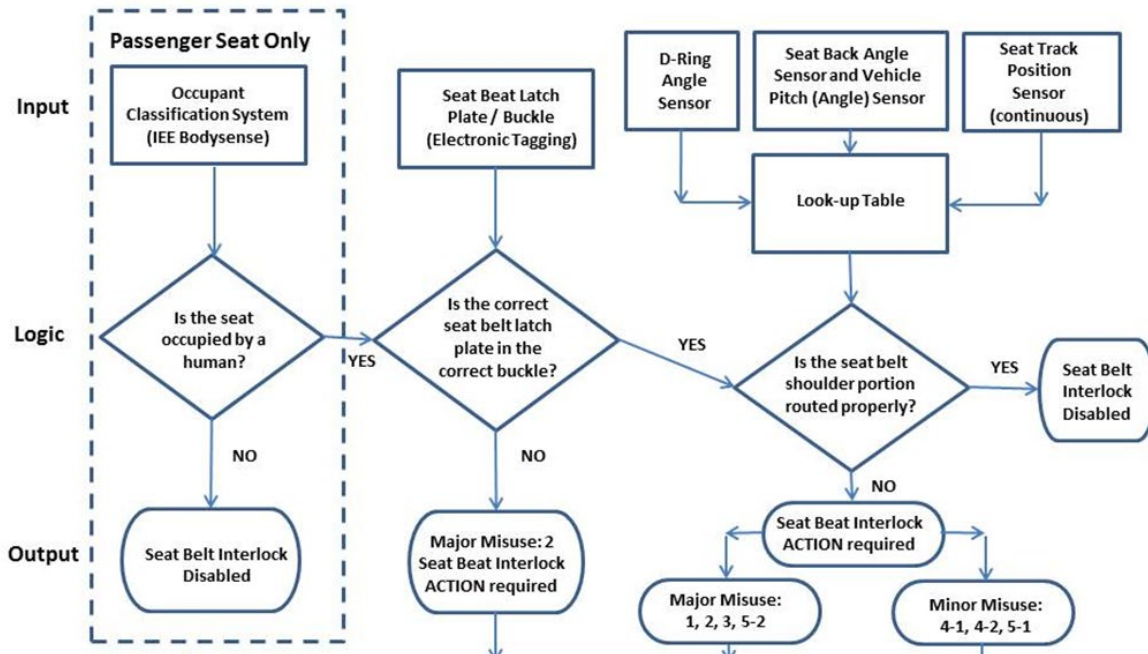 Passenger Seat Only
Input
Occupant
Classification System
(IEE Bodysense)
Seat Beat Latch
Plate / Buckle
(Electronic Tagging)
D-Ring
Angle
Sensor
Seat Back Angle
Sensor and Vehicle
Pitch (Angle) Sensor
Seat Track
Position
Sensor
(continuous)
Look-up Table
Logic
Is the seat
occupied by a
human?
YES
Is the correct
seat belt latch
plate in the
correct buckle?
YES
Is the seat belt
shoulder portion
routed properly?
YES
Seat Belt
Interlock
Disabled
NO
NO
NO
Output
Seat Belt Interlock
Disabled
Major Misuse: 2
Seat Beat Interlock
ACTION required
Seat Beat Interlock
ACTION required
Major Misuse:
1, 2, 3, 5-2
Minor Misuse:
4-1, 4-2, 5-1